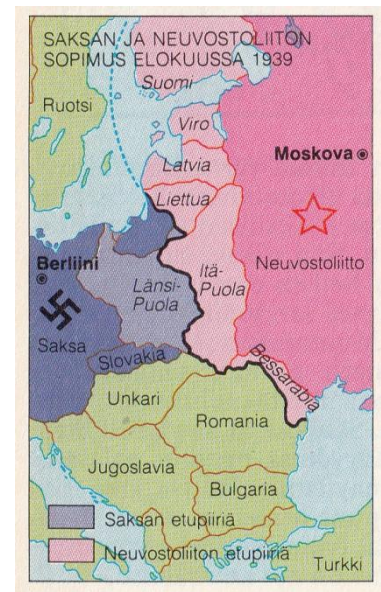 SAKSAN JA NEUVOSTOLIITON
SOPIMUS ELOKUUSSA 1939
Suomi
Ruotsi
Viro
Moskova
Latvia
Liettua
Berliini
Länsi-
Puola
Itä-
Puola
Neuvostoliitto
Saksa
Slovakia
Bessarabia
Unkari
Romania
Jugoslavia
Bulgaria
Saksan etupiiriä
Neuvostoliiton etupiiriä
Turkki